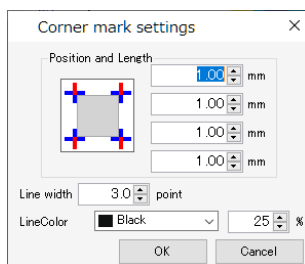 Corner mark settings
Position and Length
1.00 mm
1.00 mm
1.00 mm
1.00 mm
Line width 3.0 point
LineColor Black 25 %
OK Cancel